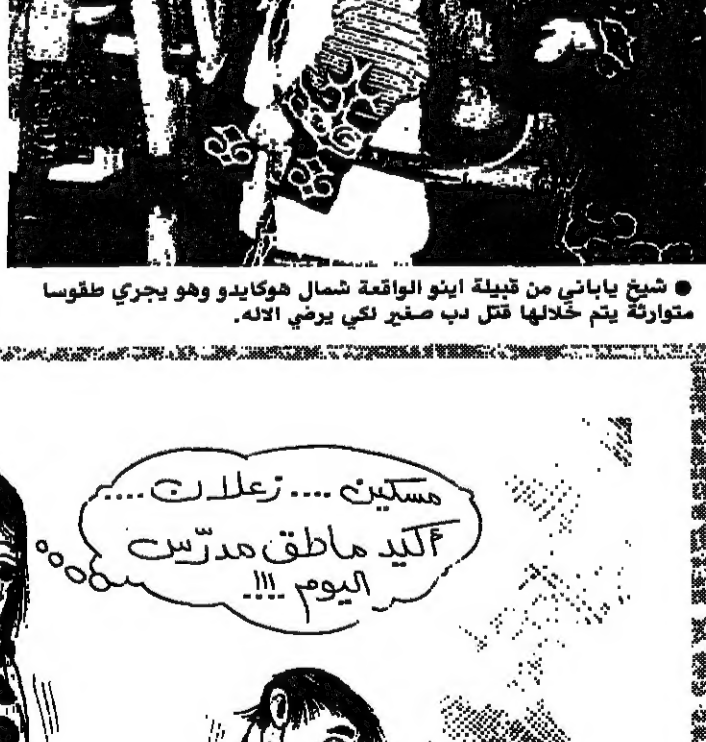 ● شيخ ياباني من قبيلة اينو الواقعة شمال هوكايدو وهو يجري طقوسا
متوارثة يتم خلالها قتل دب صغير لكي يرضي الاله.
مسكين .... زعلان ....
أكيد ماطق مدرّس
اليوم .... !!!